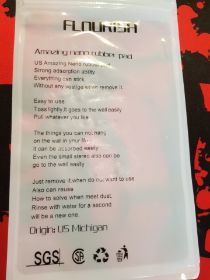 FLOURISH
Amazing nano rubber pad
US Amazing Nano rubber pad,
Strong adsorption ability
Everything can stick
Without any vestige when remove it.
Easy to use
Toss lightly,it goes to the wall easily
Put whatever you like
The things you can not hang
on the wall in your life
it can be adsorbed easily
Even the small stereo also can be
go to the wall easily
Just remove it,when do not want to use
Also can reuse
How to solve when meet dust
Rinse with water for a second
will be a new one.
Origin: US Michigan
SGS